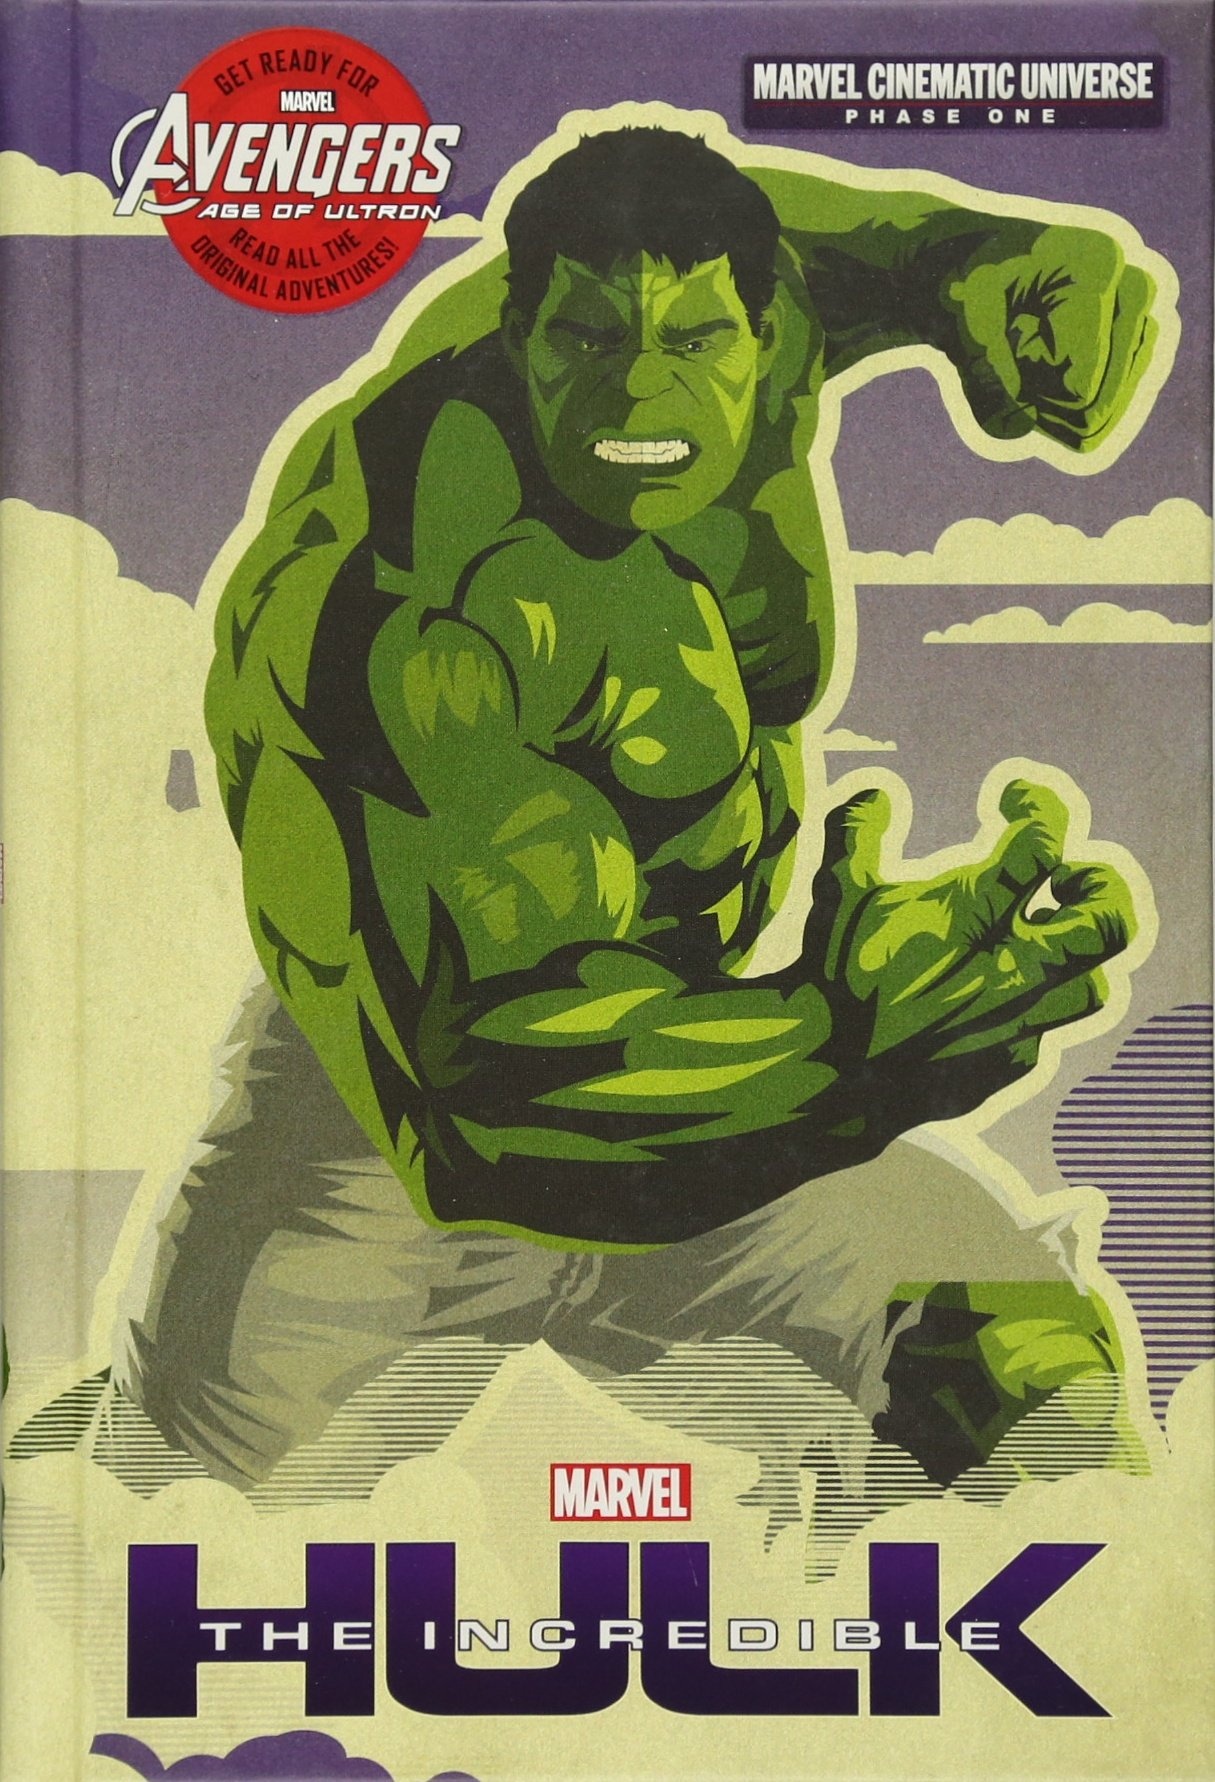 GET READY FOR
MARVEL
AVENGERS
AGE OF ULTRON
READ ALL THE
ORIGINAL ADVENTURES!
MARVEL CINEMATIC UNIVERSE
PHASE ONE
MARVEL
HULK
THE INCREDIBLE